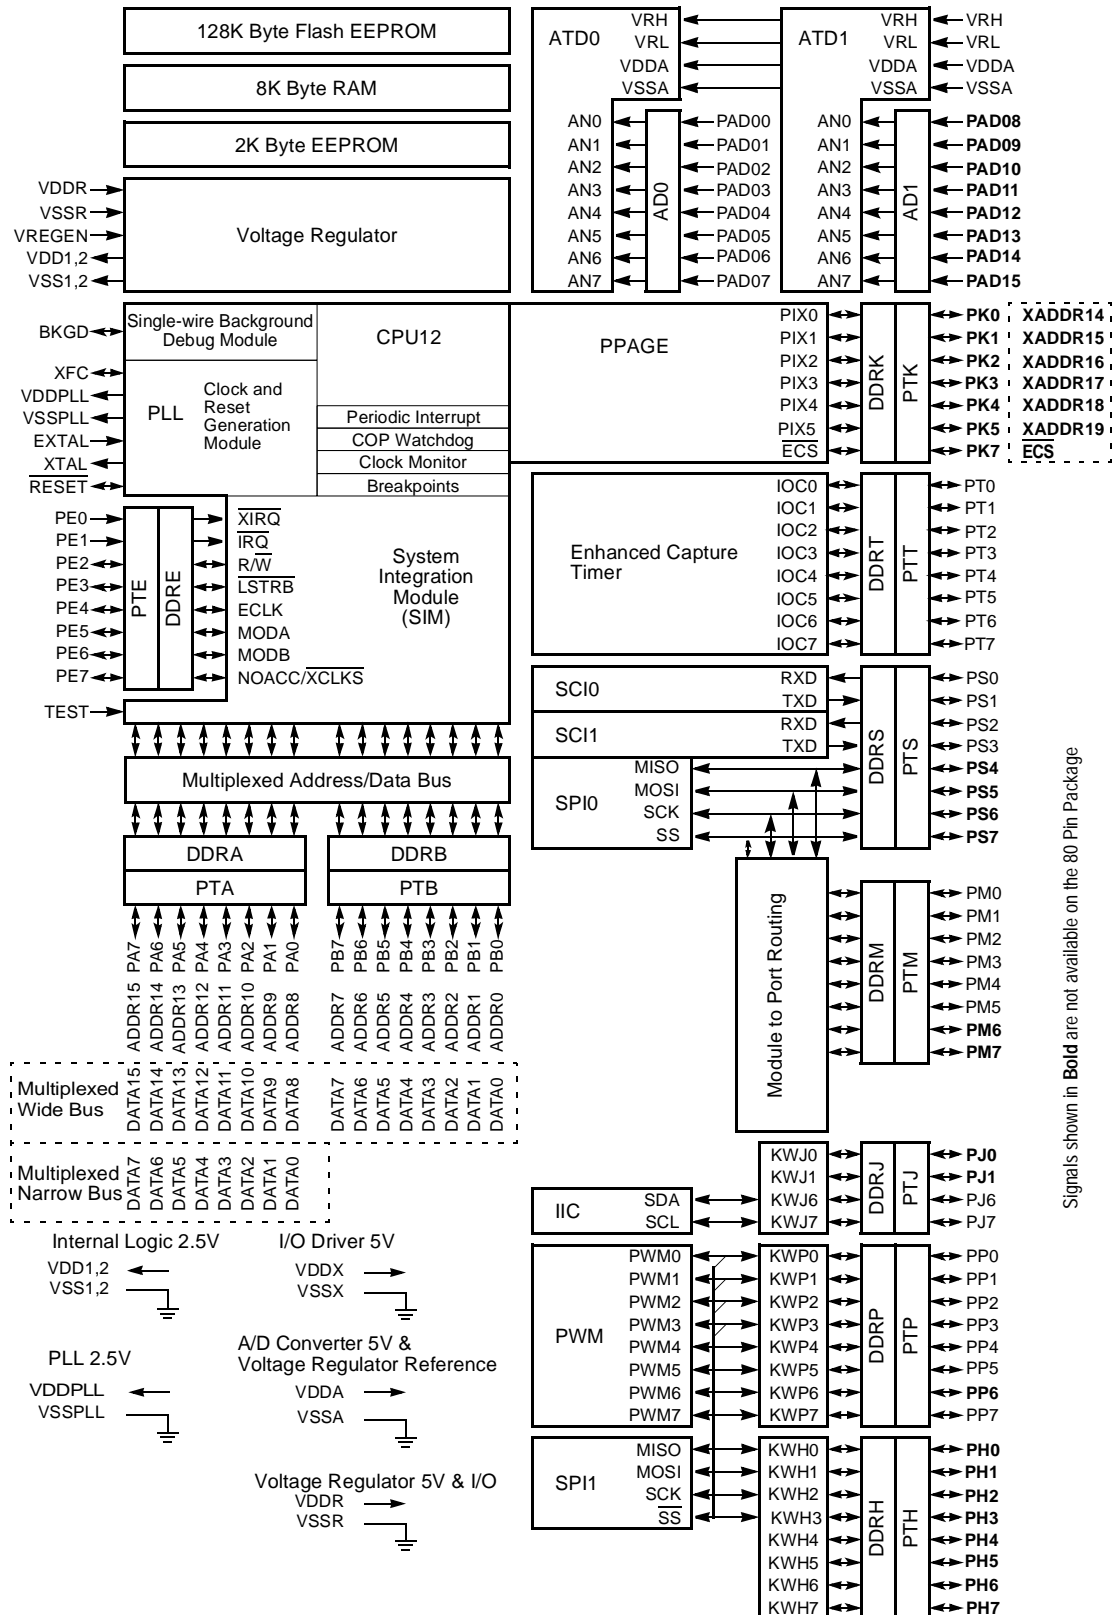 128K Byte Flash EEPROM
8K Byte RAM
2K Byte EEPROM
VDDR
VSSR
VREGEN
VDD1,2
VSS1,2
Voltage Regulator
ATD0
VRH
VRL
VDDA
VSSA
AN0
AN1
AN2
AN3
AN4
AN5
AN6
AN7
AD0
PAD00
PAD01
PAD02
PAD03
PAD04
PAD05
PAD06
PAD07
ATD1
VRH
VRL
VDDA
VSSA
AN0
AN1
AN2
AN3
AN4
AN5
AN6
AN7
AD1
VRH
VRL
VDDA
VSSA
PAD08
PAD09
PAD10
PAD11
PAD12
PAD13
PAD14
PAD15
BKGD
XFC
VDDPLL
VSSPLL
EXTAL
XTAL
RESET
Single-wire Background
Debug Module
CPU12
PLL
Clock and
Reset
Generation
Module
Periodic Interrupt
COP Watchdog
Clock Monitor
Breakpoints
PPAGE
PIX0
PIX1
PIX2
PIX3
PIX4
PIX5
ECS
DDRK
PTK
PK0 XADDR14
PK1 XADDR15
PK2 XADDR16
PK3 XADDR17
PK4 XADDR18
PK5 XADDR19
PK7 ECS
PE0
PE1
PE2
PE3
PE4
PE5
PE6
PE7
TEST
PTE
DDRE
XIRQ
IRQ
R/W
LSTRB
ECLK
MODA
MODB
NOACC/XCLKS
System
Integration
Module
(SIM)
Enhanced Capture
Timer
IOC0
IOC1
IOC2
IOC3
IOC4
IOC5
IOC6
IOC7
DDRT
PTT
PT0
PT1
PT2
PT3
PT4
PT5
PT6
PT7
SCI0
RXD
TXD
SCI1
RXD
TXD
SPI0
MISO
MOSI
SCK
SS
DDRS
PTS
PS0
PS1
PS2
PS3
PS4
PS5
PS6
PS7
Multiplexed Address/Data Bus
DDRA
PTA
DDRB
PTB
PA7
PA6
PA5
PA4
PA3
PA2
PA1
PA0
PB7
PB6
PB5
PB4
PB3
PB2
PB1
PB0
ADDR15
ADDR14
ADDR13
ADDR12
ADDR11
ADDR10
ADDR9
ADDR8
ADDR7
ADDR6
ADDR5
ADDR4
ADDR3
ADDR2
ADDR1
ADDR0
Multiplexed
Wide Bus
DATA15
DATA14
DATA13
DATA12
DATA11
DATA10
DATA9
DATA8
DATA7
DATA6
DATA5
DATA4
DATA3
DATA2
DATA1
DATA0
Multiplexed
Narrow Bus
DATA7
DATA6
DATA5
DATA4
DATA3
DATA2
DATA1
DATA0
Module to Port Routing
DDRM
PTM
PM0
PM1
PM2
PM3
PM4
PM5
PM6
PM7
KWJ0
KWJ1
KWJ6
KWJ7
DDRJ
PTJ
PJ0
PJ1
PJ6
PJ7
IIC
SDA
SCL
PWM
PWM0
PWM1
PWM2
PWM3
PWM4
PWM5
PWM6
PWM7
KWP0
KWP1
KWP2
KWP3
KWP4
KWP5
KWP6
KWP7
DDRP
PTP
PP0
PP1
PP2
PP3
PP4
PP5
PP6
PP7
SPI1
MISO
MOSI
SCK
SS
KWH0
KWH1
KWH2
KWH3
KWH4
KWH5
KWH6
KWH7
DDRH
PTH
PH0
PH1
PH2
PH3
PH4
PH5
PH6
PH7
Internal Logic 2.5V
VDD1,2
VSS1,2
I/O Driver 5V
VDDX
VSSX
PLL 2.5V
VDDPLL
VSSPLL
A/D Converter 5V &
Voltage Regulator Reference
VDDA
VSSA
Voltage Regulator 5V & I/O
VDDR
VSSR
Signals shown in Bold are not available on the 80 Pin Package